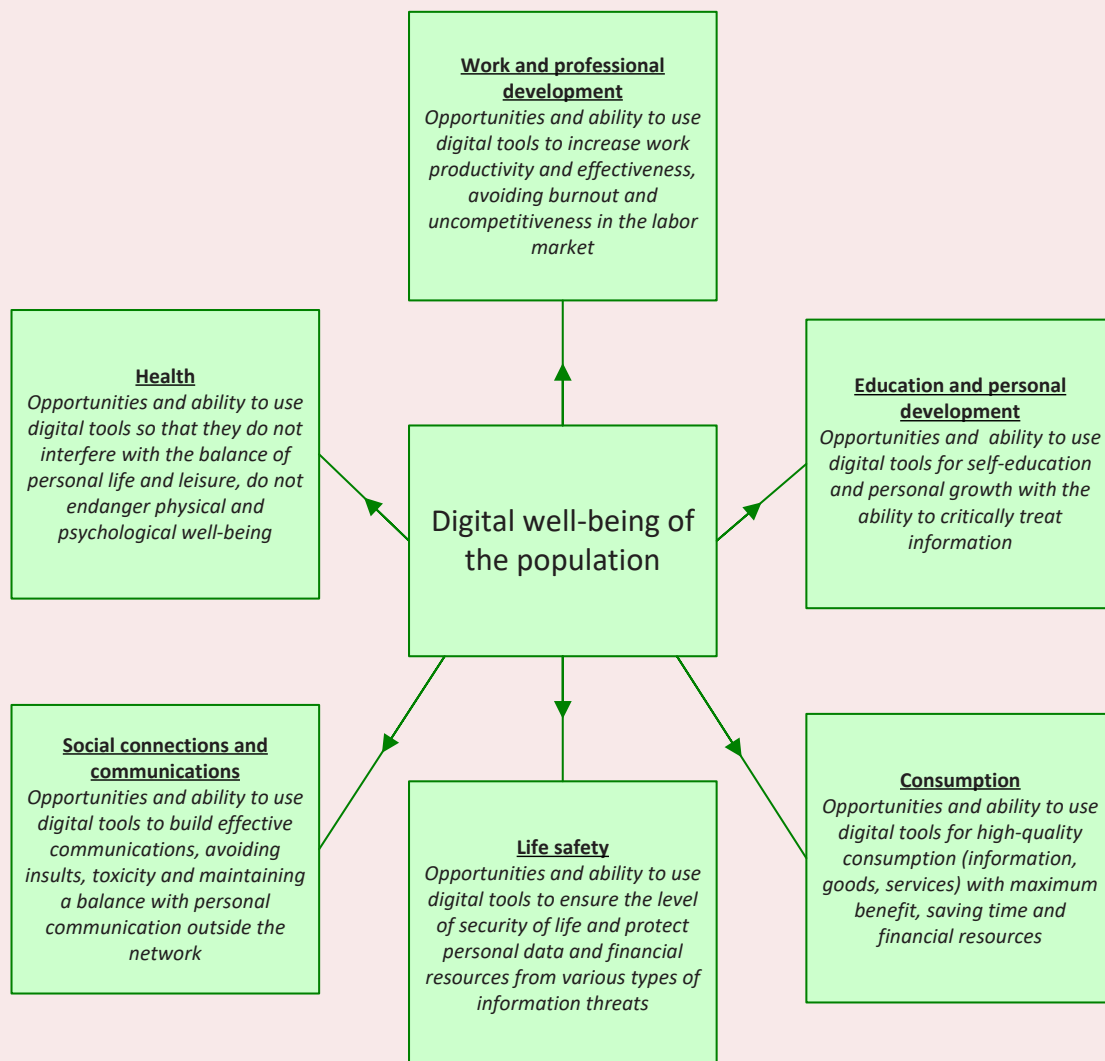 Work and professional
development
Opportunities and ability to use
digital tools to increase work
productivity and effectiveness,
avoiding burnout and
uncompetitiveness in the labor
market
Health
Opportunities and ability to use
digital tools so that they do not
interfere with the balance of
personal life and leisure, do not
endanger physical and
psychological well-being
Education and personal
development
Opportunities and  ability to use
digital tools for self-education
and personal growth with the
ability to critically treat
information
Digital well-being of
the population
Social connections and
communications
Opportunities and ability to use
digital tools to build effective
communications, avoiding
insults, toxicity and maintaining
a balance with personal
communication outside the
network
Life safety
Opportunities and ability to use
digital tools to ensure the level
of security of life and protect
personal data and financial
resources from various types of
information threats
Consumption
Opportunities and ability to use
digital tools for high-quality
consumption (information,
goods, services) with maximum
benefit, saving time and
financial resources